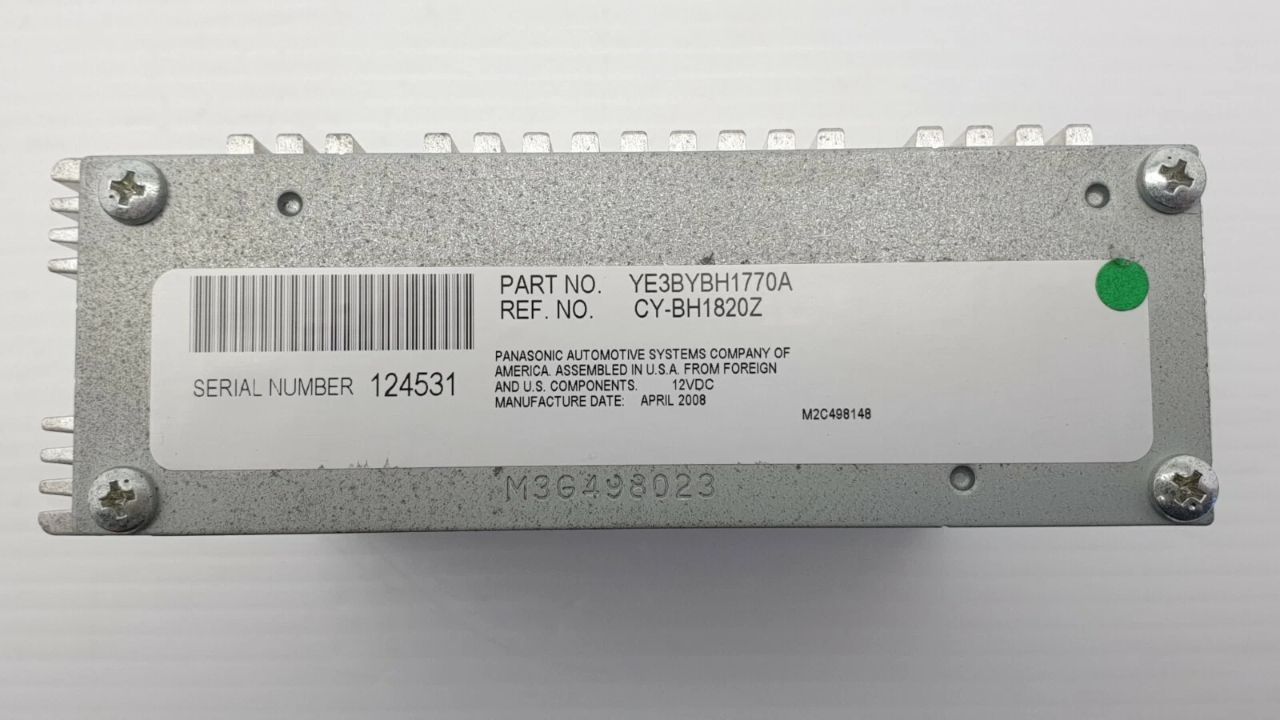 PART NO. YE3BYBH1770A
REF. NO. CY-BH1820Z
SERIAL NUMBER 124531
PANASONIC AUTOMOTIVE SYSTEMS COMPANY OF
AMERICA. ASSEMBLED IN U.S.A. FROM FOREIGN
AND U.S. COMPONENTS. 12VDC
MANUFACTURE DATE: APRIL 2008
M2C498148
M3G498023